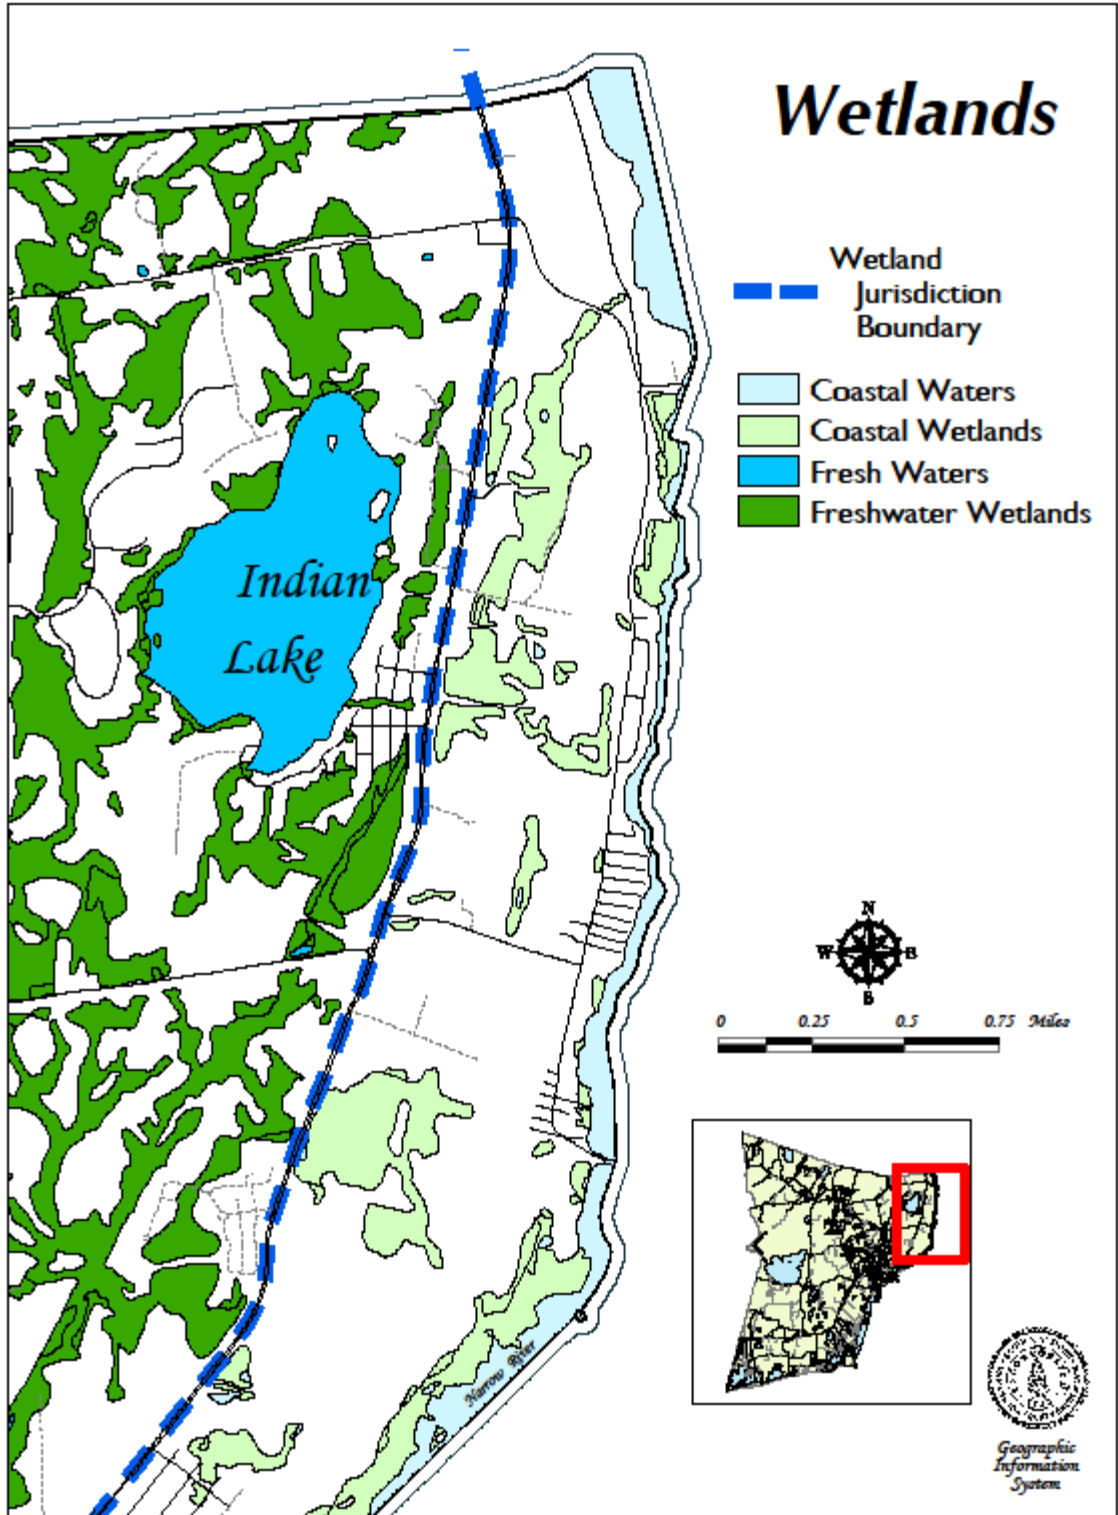 Wetlands
Wetland
Jurisdiction
Boundary
Coastal Waters
Coastal Wetlands
Fresh Waters
Freshwater Wetlands
Indian
Lake
N
W E
S
0 0.25 0.5 0.75 Miles
Narrow River
Geographic
Information
System